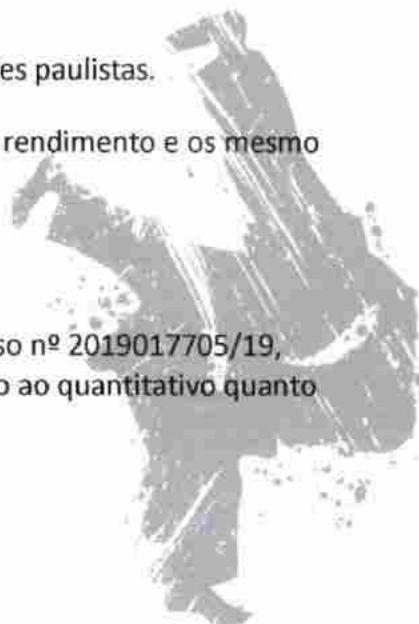 es paulistas.
rendimento e os mesmo
so nº 2019017705/19,
o ao quantitativo quanto